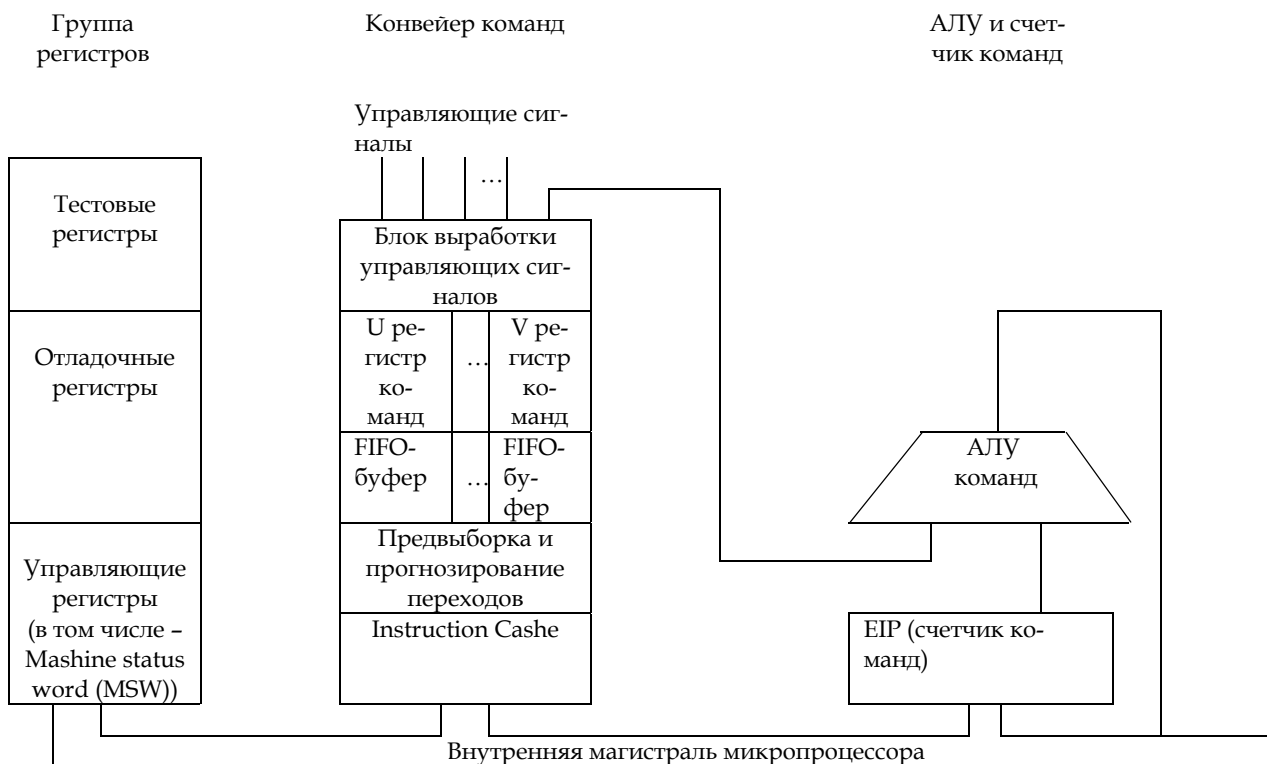 Группа
регистров
Конвейер команд
АЛУ и счет-
чик команд
Управляющие сиг-
налы
…
Тестовые
регистры
Отладочные
регистры
Управляющие
регистры
(в том числе –
Mashine status
word (MSW))
Блок выработки
управляющих сиг-
налов
U ре-
гистр
ко-
манд
…
V ре-
гистр
ко-
манд
FIFO-
буфер
…
FIFO-
бу-
фер
Предвыборка и
прогнозирование
переходов
Instruction Cashe
АЛУ
команд
EIP (счетчик ко-
манд)
Внутренняя магистраль микропроцессора